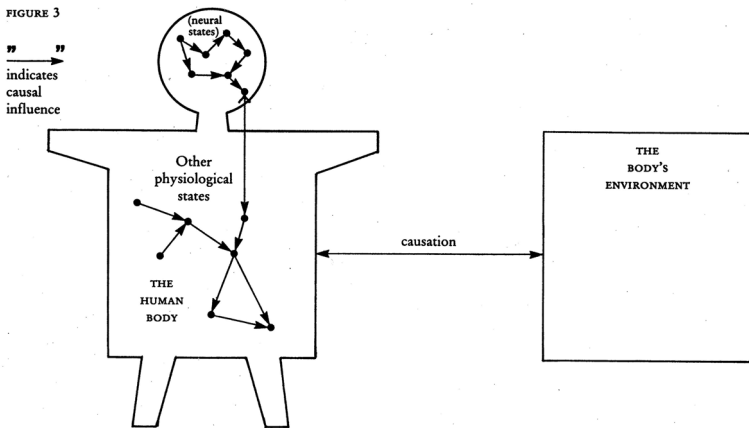 FIGURE 3
" "
indicates
causal
influence
(neural
states)
Other
physiological
states
THE
HUMAN
BODY
causation
THE
BODY'S
ENVIRONMENT